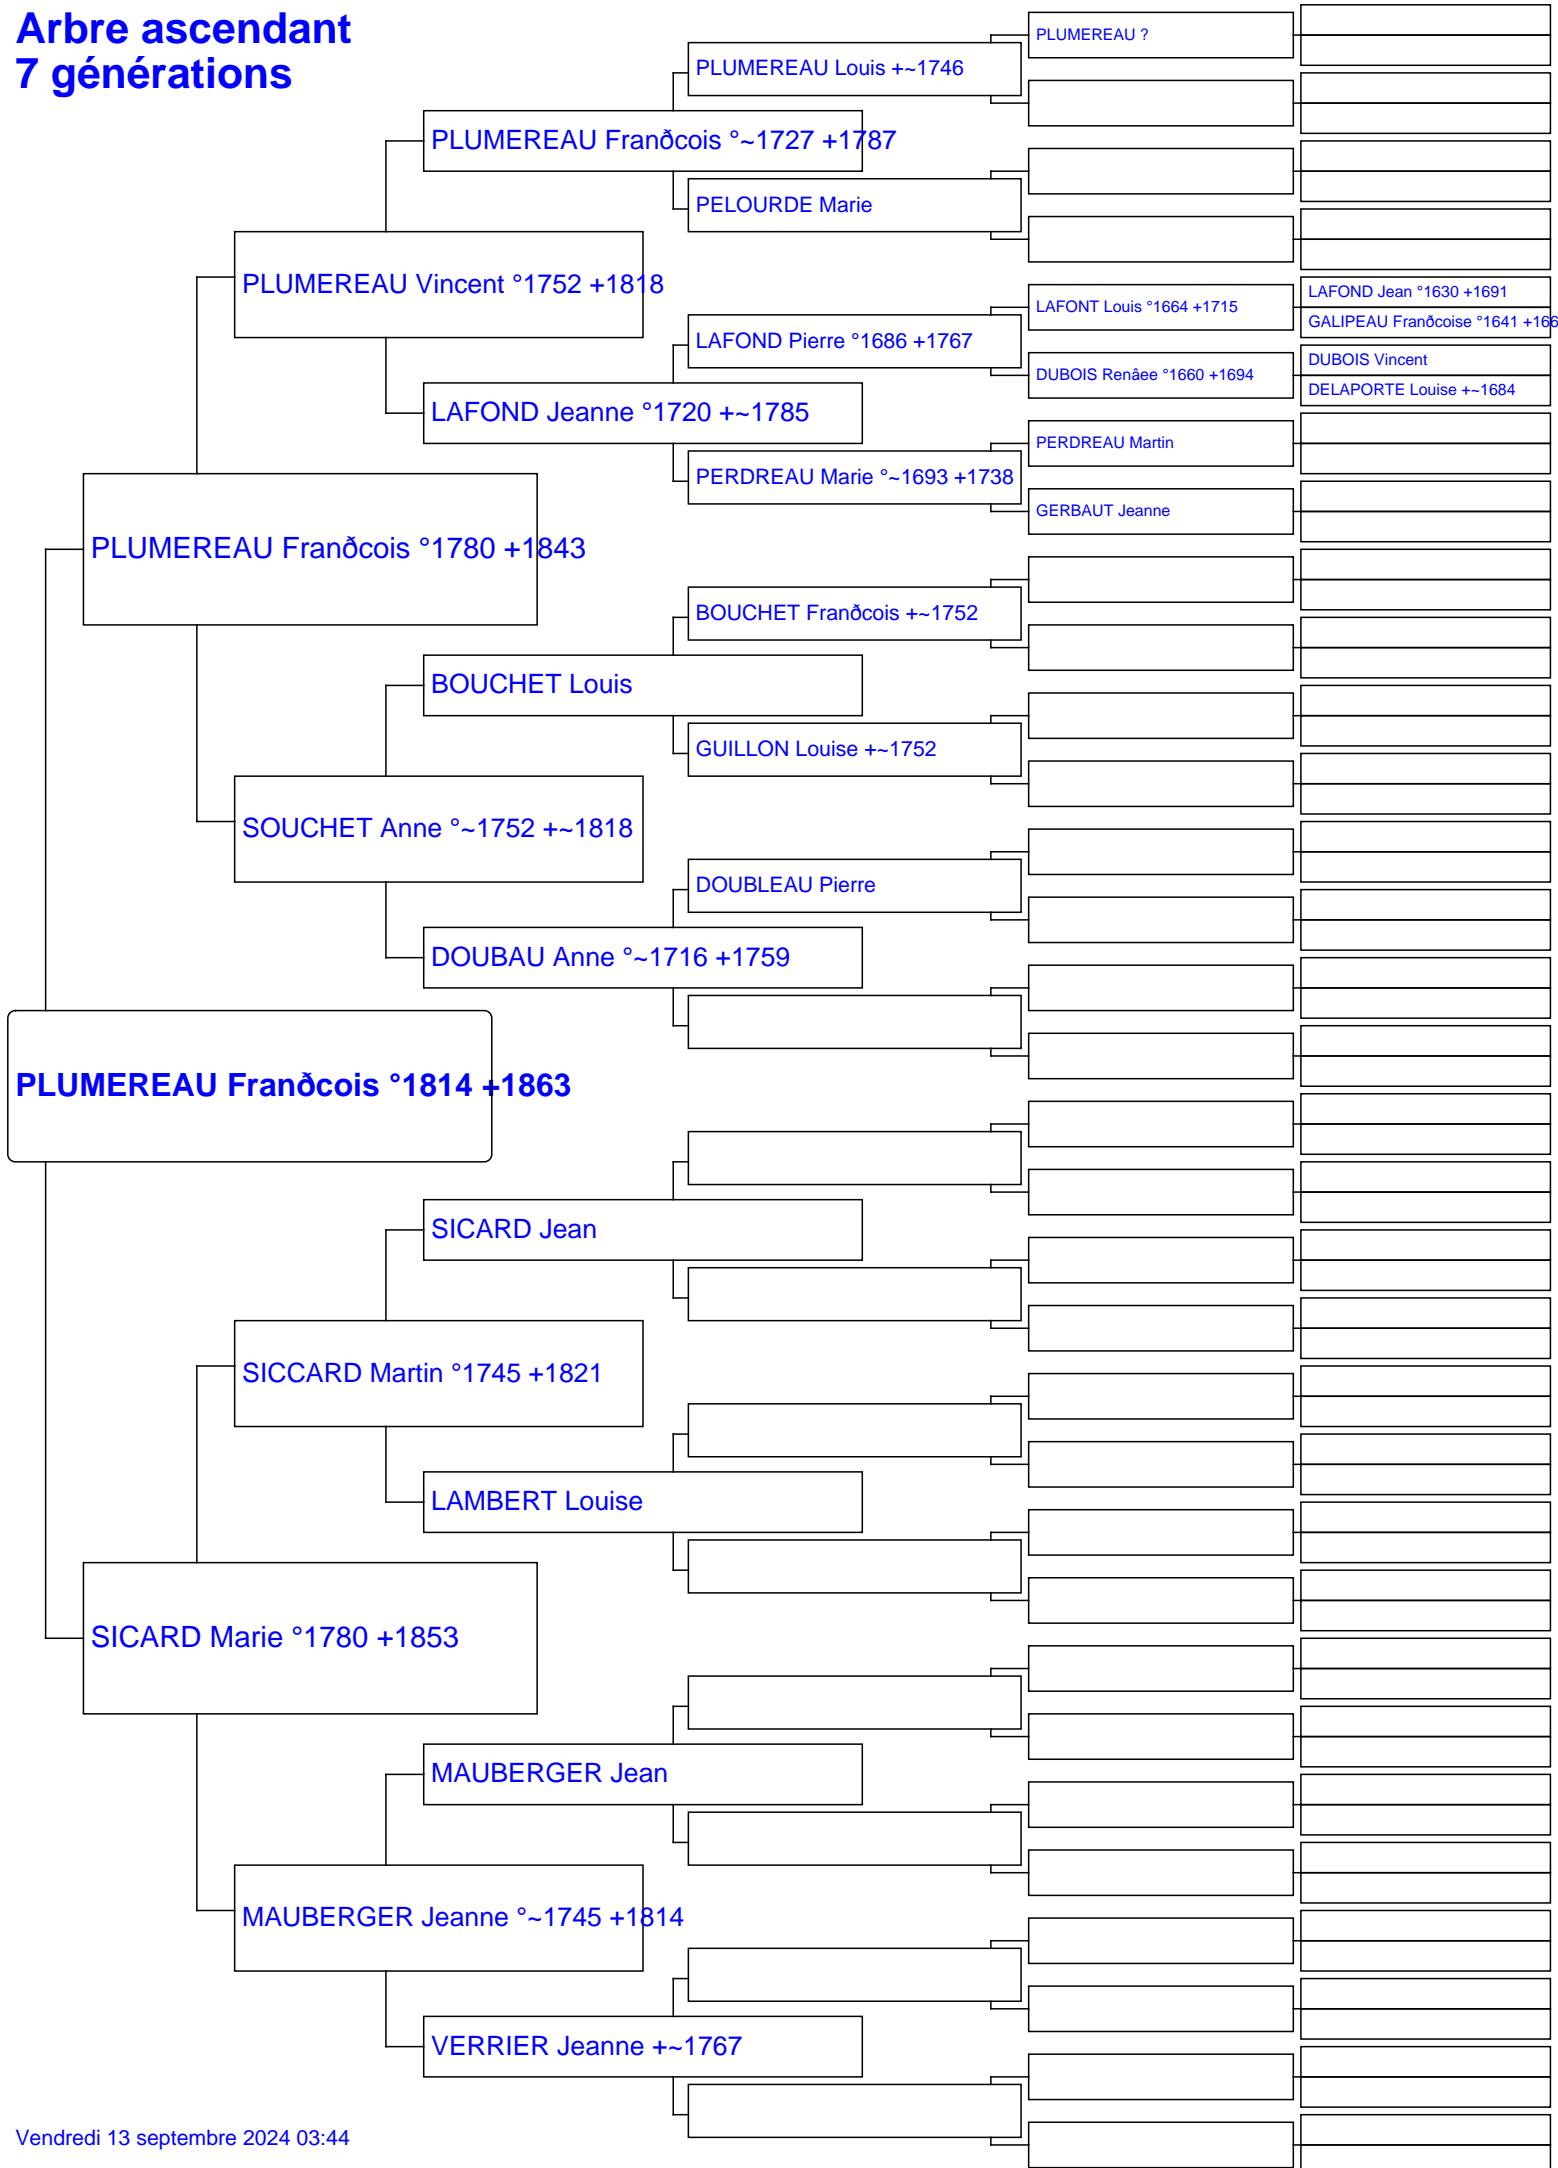 Arbre ascendant
7 générations
PLUMEREAU ?
PLUMEREAU Louis +~1746
PLUMEREAU Franðcois °~1727 +1787
PELOURDE Marie
PLUMEREAU Vincent °1752 +1818
LAFOND Jean °1630 +1691
LAFONT Louis °1664 +1715
GALIPEAU Franðcoise °1641 +166
LAFOND Pierre °1686 +1767
DUBOIS Vincent
DUBOIS Renâee °1660 +1694
DELAPORTE Louise +~1684
LAFOND Jeanne °1720 +~1785
PERDREAU Martin
PERDREAU Marie °~1693 +1738
GERBAUT Jeanne
PLUMEREAU Franðcois °1780 +1843
BOUCHET Franðcois +~1752
BOUCHET Louis
GUILLON Louise +~1752
SOUCHET Anne °~1752 +~1818
DOUBLEAU Pierre
DOUBAU Anne °~1716 +1759
PLUMEREAU Franðcois °1814 +1863
SICARD Jean
SICCARD Martin °1745 +1821
LAMBERT Louise
SICARD Marie °1780 +1853
MAUBERGER Jean
MAUBERGER Jeanne °~1745 +1814
VERRIER Jeanne +~1767
Vendredi 13 septembre 2024 03:44